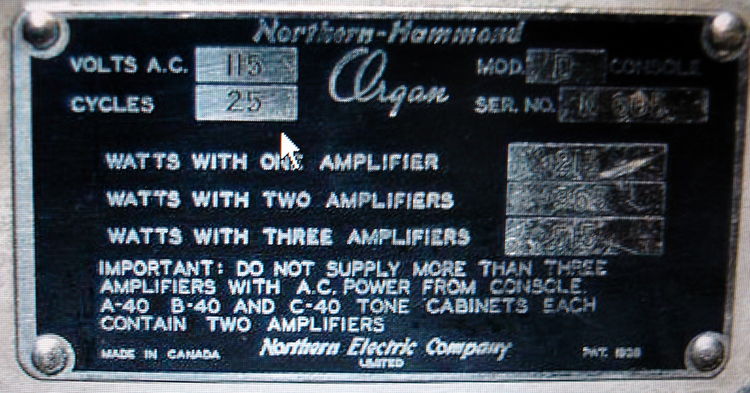 Northern-Hammond
Organ
VOLTS A.C. 115
CYCLES 25
MOD. D CONSOLE
SER. NO.
WATTS WITH ONE AMPLIFIER
WATTS WITH TWO AMPLIFIERS
WATTS WITH THREE AMPLIFIERS
IMPORTANT: DO NOT SUPPLY MORE THAN THREE
AMPLIFIERS WITH A.C. POWER FROM CONSOLE.
A-40 B-40 AND C-40 TONE CABINETS EACH
CONTAIN TWO AMPLIFIERS
MADE IN CANADA
Northern Electric Company
LIMITED
PAT.